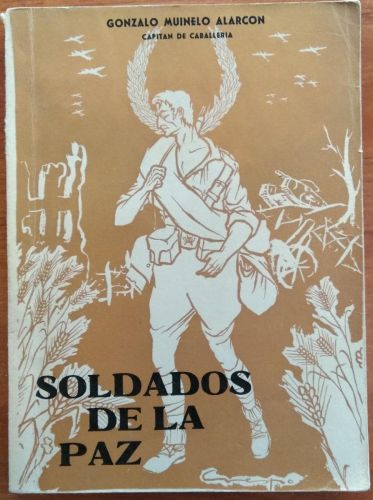 GONZALO MUINELO ALARCON
CAPITAN DE CABALLERIA
SOLDADOS
DE LA
PAZ